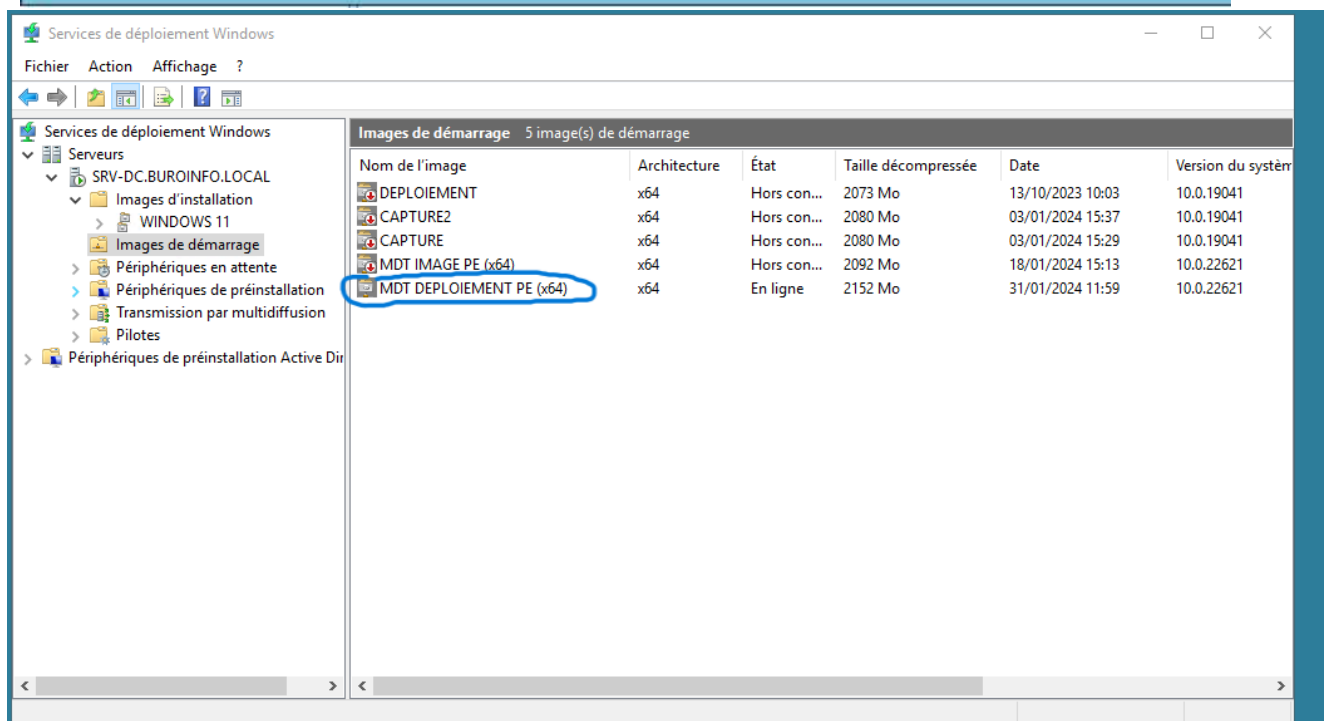 Services de déploiement Windows
Fichier Action Affichage ?
Services de déploiement Windows
Serveurs
SRV-DC.BUROINFO.LOCAL
Images d'installation
WINDOWS 11
Images de démarrage
Périphériques en attente
Périphériques de préinstallation
Transmission par multidiffusion
Pilotes
Périphériques de préinstallation Active Dir
Images de démarrage 5 image(s) de démarrage
Nom de l'image Architecture État Taille décompressée Date Version du systèm
DEPLOIEMENT x64 Hors con... 2073 Mo 13/10/2023 10:03 10.0.19041
CAPTURE2 x64 Hors con... 2080 Mo 03/01/2024 15:37 10.0.19041
CAPTURE x64 Hors con... 2080 Mo 03/01/2024 15:29 10.0.19041
MDT IMAGE PE (x64) x64 Hors con... 2092 Mo 18/01/2024 15:13 10.0.22621
MDT DEPLOIEMENT PE (x64) x64 En ligne 2152 Mo 31/01/2024 11:59 10.0.22621